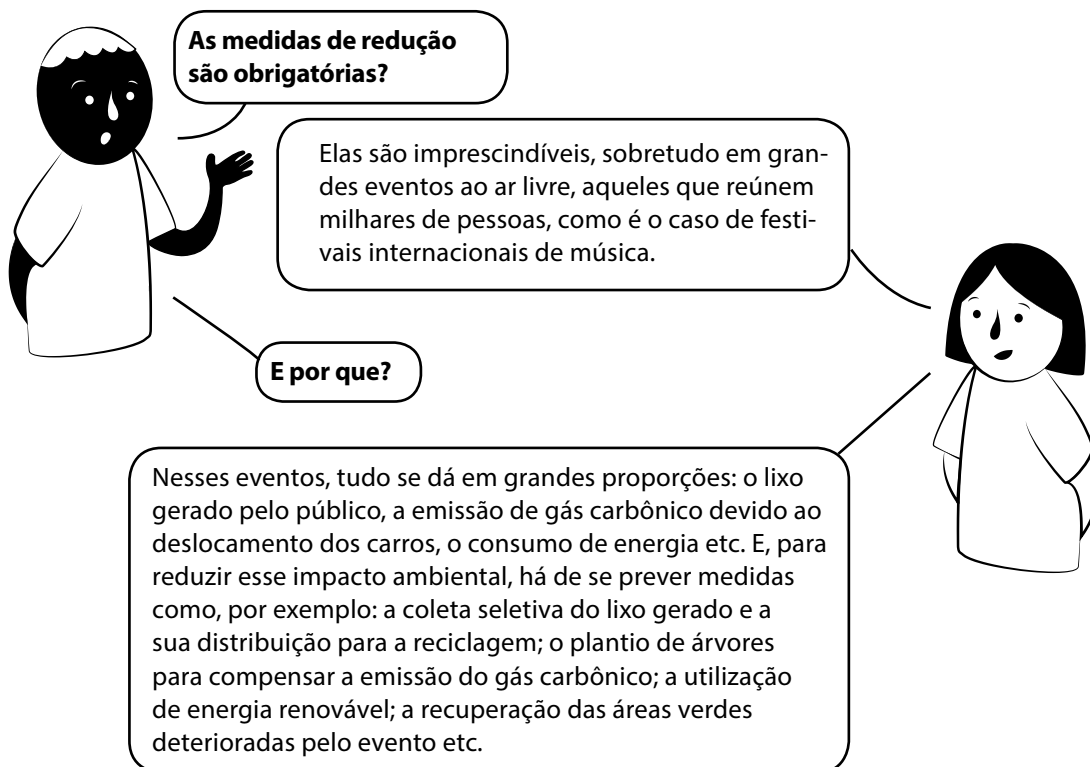 As medidas de redução
são obrigatórias?
Elas são imprescindíveis, sobretudo em gran-
des eventos ao ar livre, aqueles que reúnem
milhares de pessoas, como é o caso de festi-
vais internacionais de música.
E por que?
Nesses eventos, tudo se dá em grandes proporções: o lixo
gerado pelo público, a emissão de gás carbônico devido ao
deslocamento dos carros, o consumo de energia etc. E, para
reduzir esse impacto ambiental, há de se prever medidas
como, por exemplo: a coleta seletiva do lixo gerado e a
sua distribuição para a reciclagem; o plantio de árvores
para compensar a emissão do gás carbônico; a utilização
de energia renovável; a recuperação das áreas verdes
deterioradas pelo evento etc.